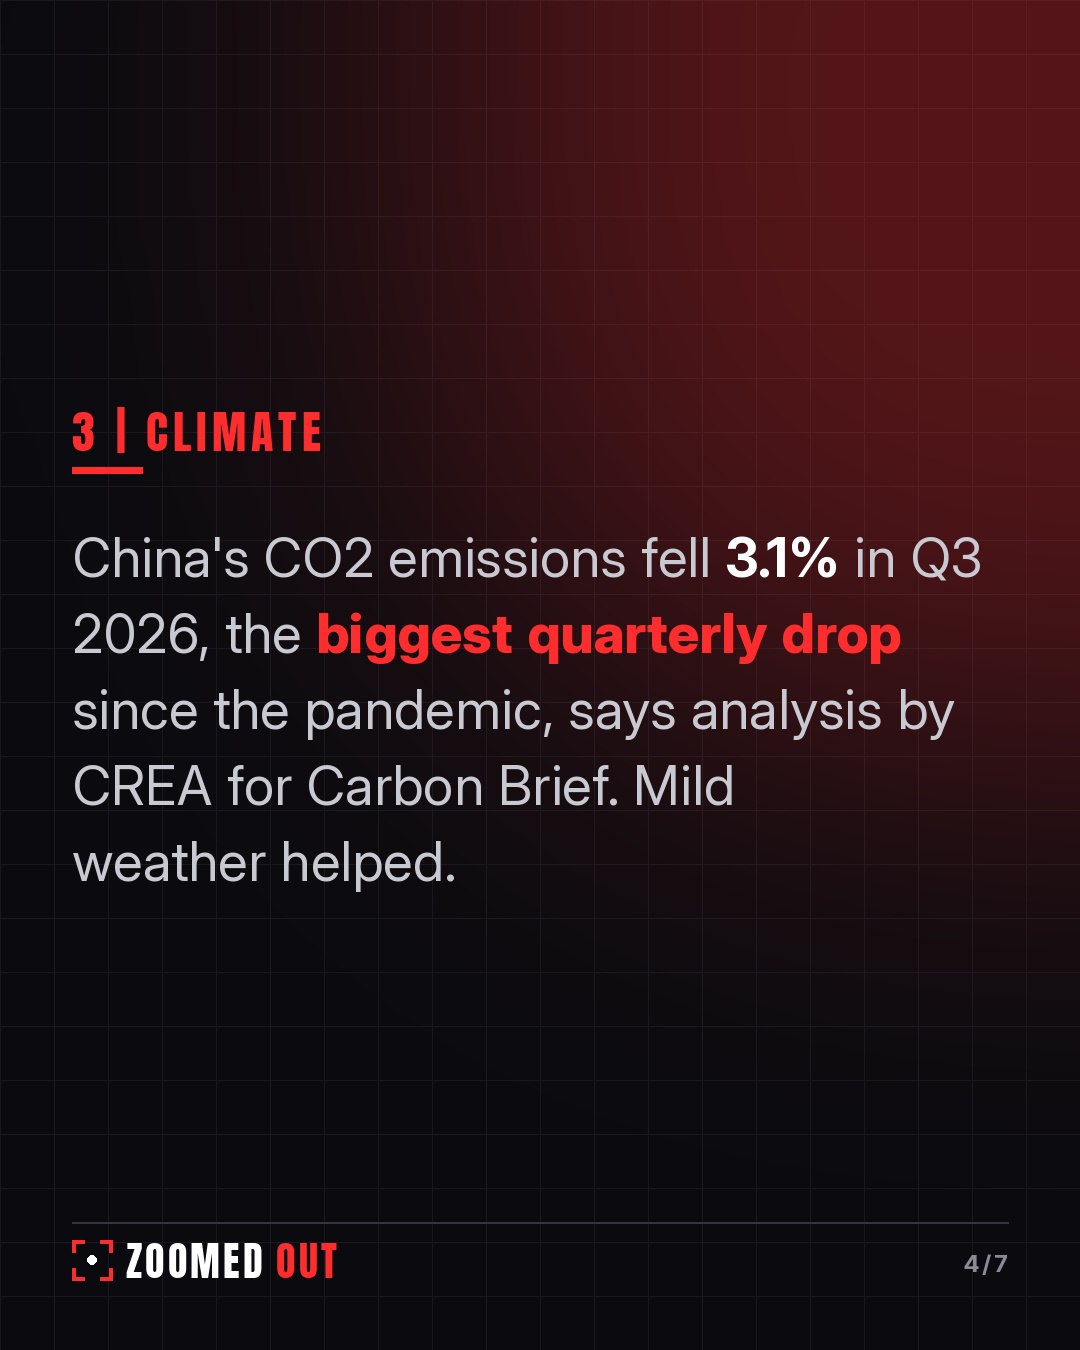 3 | CLIMATE
China's CO2 emissions fell 3.1% in Q3
2026, the biggest quarterly drop
since the pandemic, says analysis by
CREA for Carbon Brief. Mild
weather helped.
ZOOMED OUT
4/7